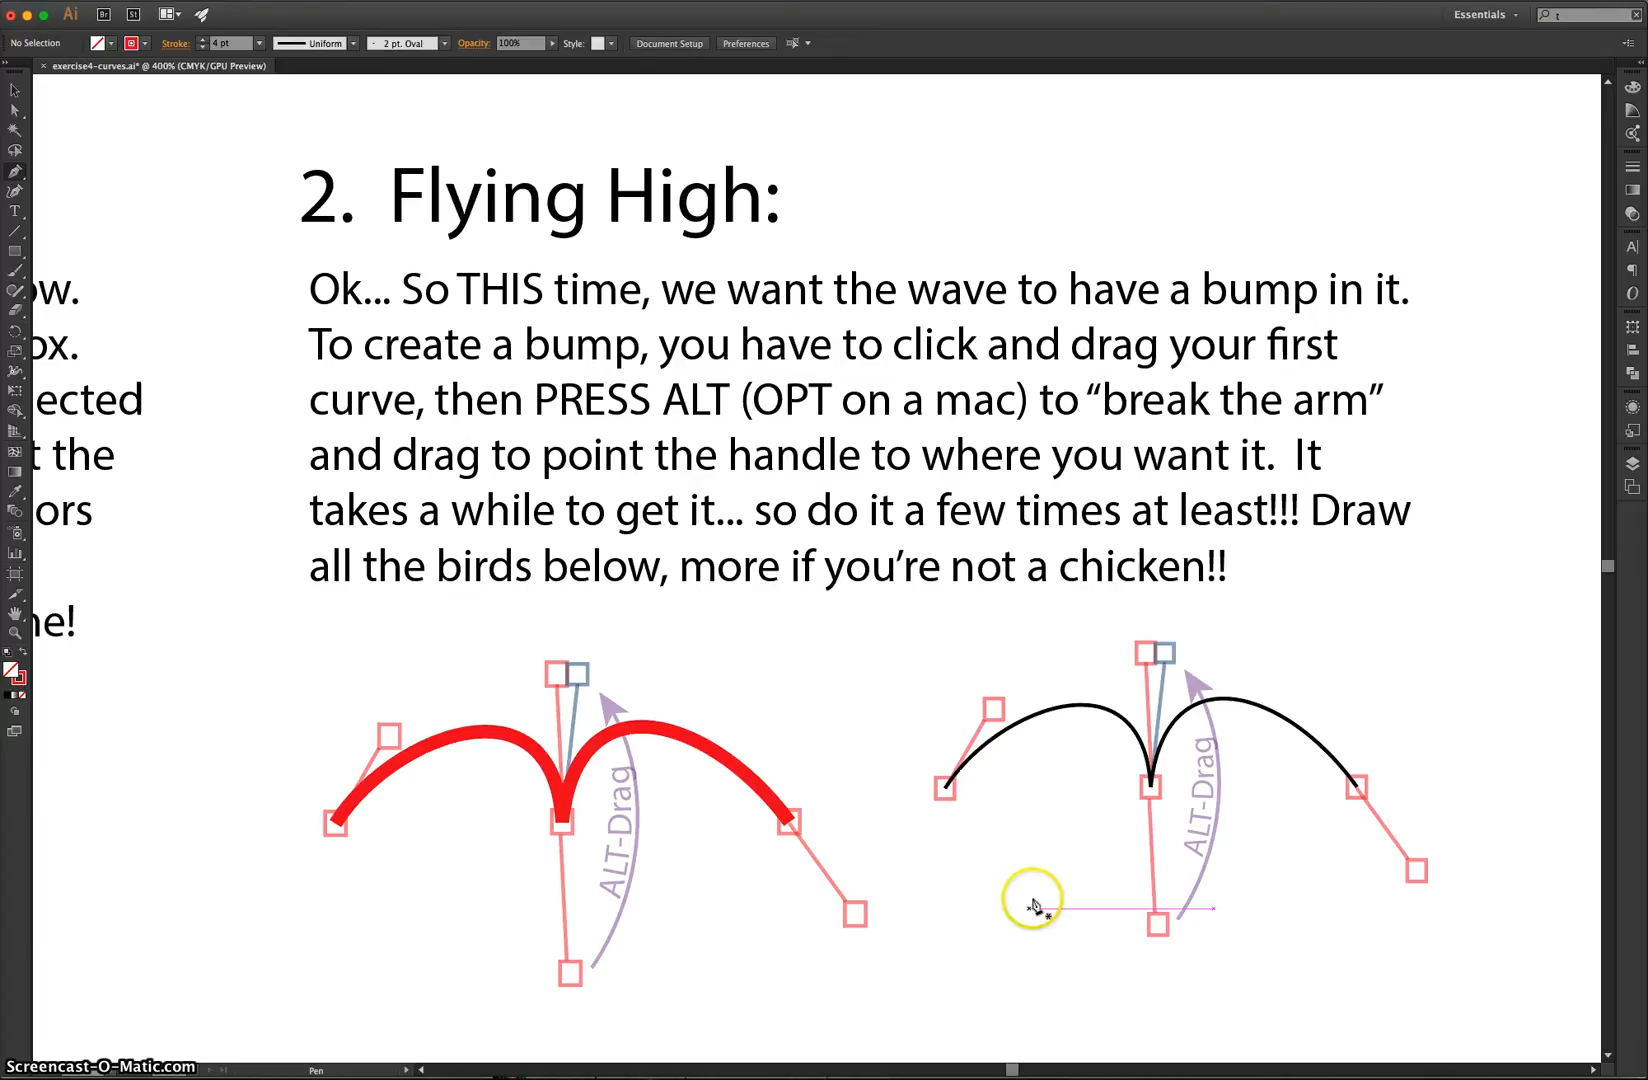 Ai Br St Essentials t
No Selection Stroke: 4 pt Uniform 2 pt. Oval Opacity: 100% Style: Document Setup Preferences
× exercise4-curves.ai* @ 400% (CMYK/GPU Preview)
2. Flying High:
ow.
ox.
ected
t the
ors
ne!
Ok... So THIS time, we want the wave to have a bump in it.
To create a bump, you have to click and drag your first
curve, then PRESS ALT (OPT on a mac) to “break the arm”
and drag to point the handle to where you want it. It
takes a while to get it... so do it a few times at least!!! Draw
all the birds below, more if you’re not a chicken!!
ALT-Drag
ALT-Drag
Screencast-O-Matic.com
Pen